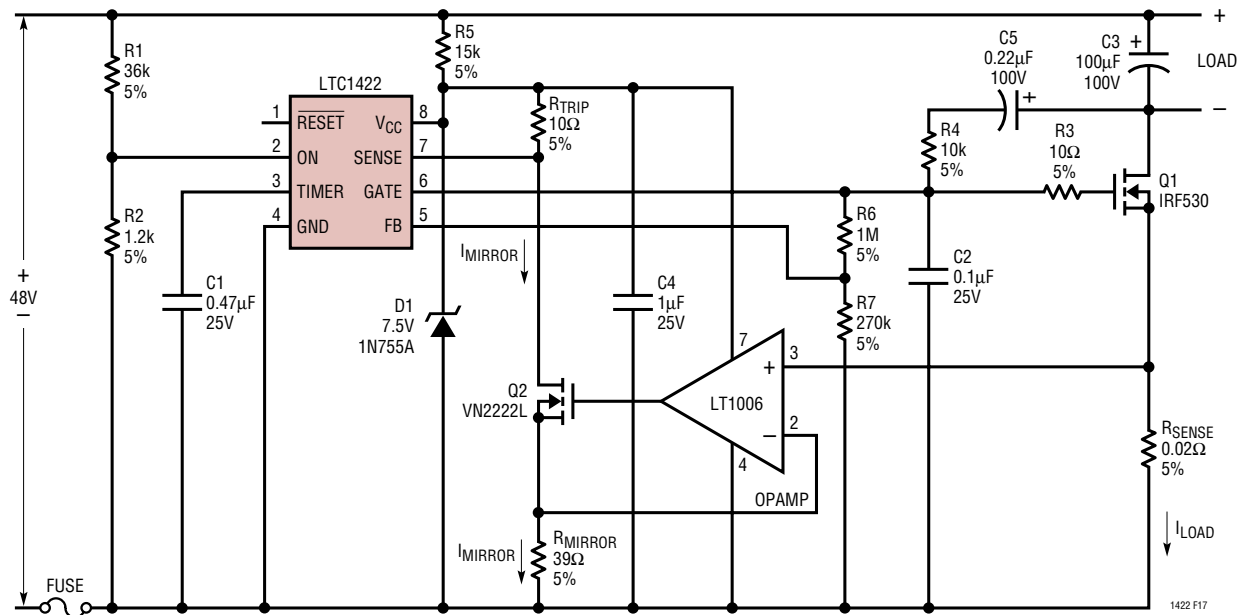 +
48V
−
R1
36k
5%
R2
1.2k
5%
FUSE
LTC1422
1
RESET
2
ON
3
TIMER
4
GND
VCC
8
SENSE
7
GATE
6
FB
5
C1
0.47µF
25V
R5
15k
5%
D1
7.5V
1N755A
RTRIP
10Ω
5%
IMIRROR
Q2
VN2222L
IMIRROR
RMIRROR
39Ω
5%
C4
1µF
25V
7
+
3
LT1006
−
2
4
OPAMP
R6
1M
5%
R7
270k
5%
R4
10k
5%
C5
0.22µF
100V
+
C2
0.1µF
25V
R3
10Ω
5%
Q1
IRF530
+
C3
100µF
100V
+
LOAD
−
RSENSE
0.02Ω
5%
ILOAD
1422 F17